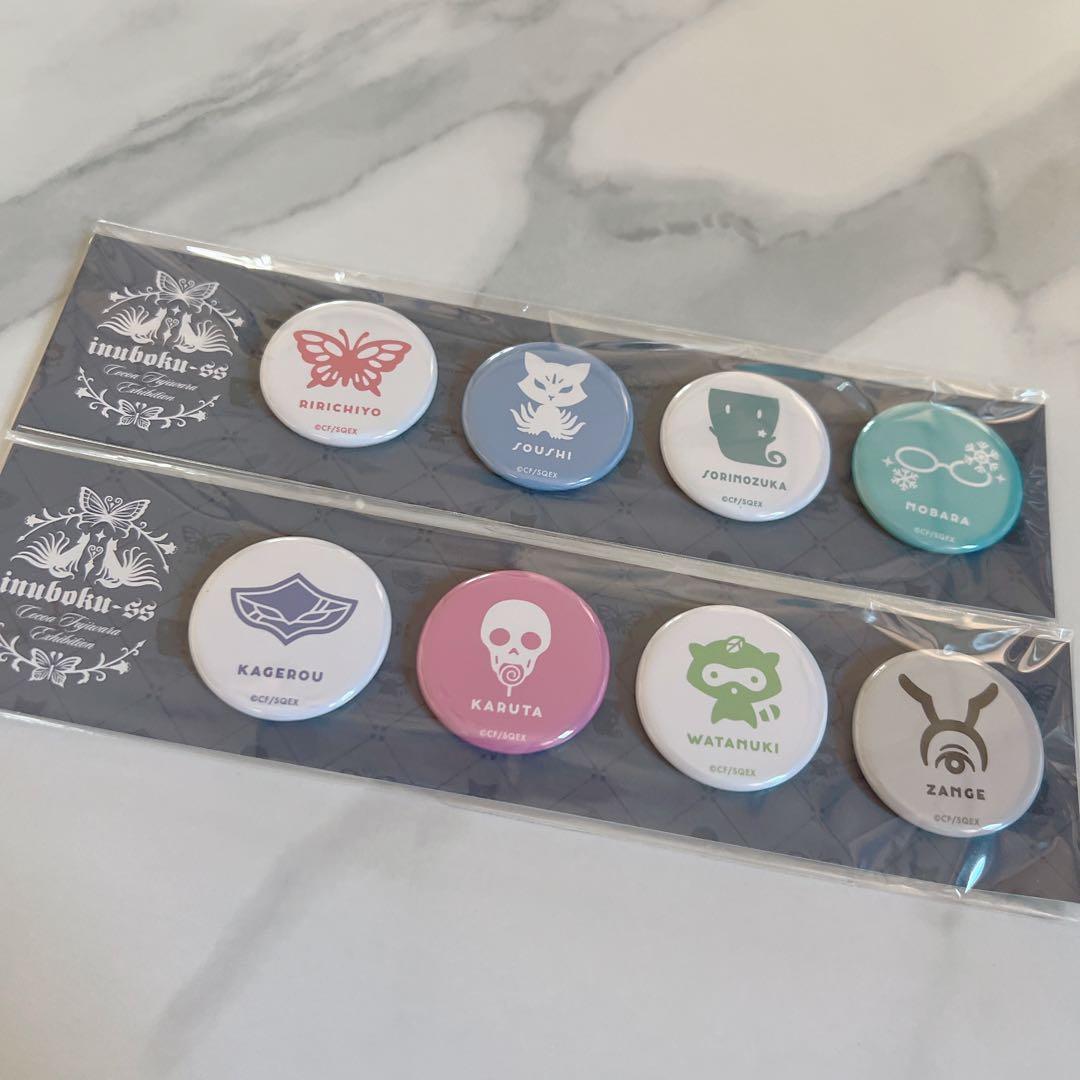 inuboku-ss
Cocoa Fujiwara
Exhibition
RIRICHIYO
©CF/SQEX
SOUSHI
©CF/SQEX
SORINOZUKA
©CF/SQEX
NOBARA
©CF/SQEX
inuboku-ss
Cocoa Fujiwara
Exhibition
KAGEROU
©CF/SQEX
KARUTA
©CF/SQEX
WATANUKI
©CF/SQEX
ZANGE
©CF/SQEX